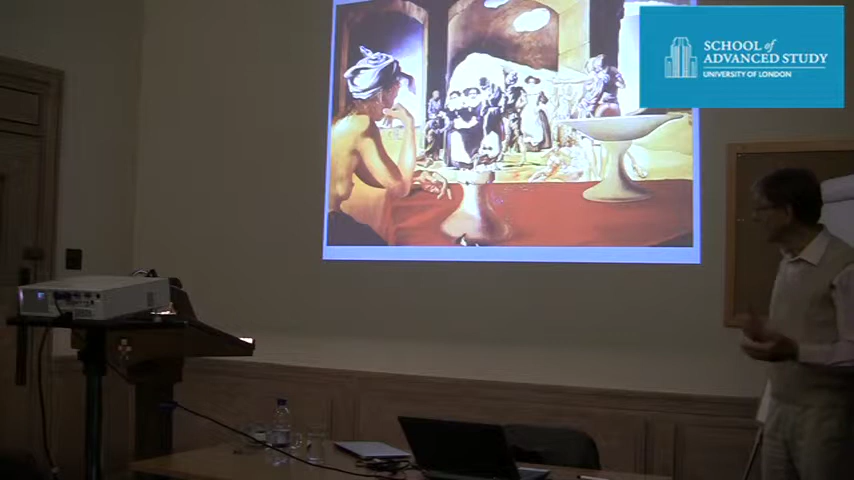 SCHOOL of
ADVANCED STUDY
UNIVERSITY OF LONDON